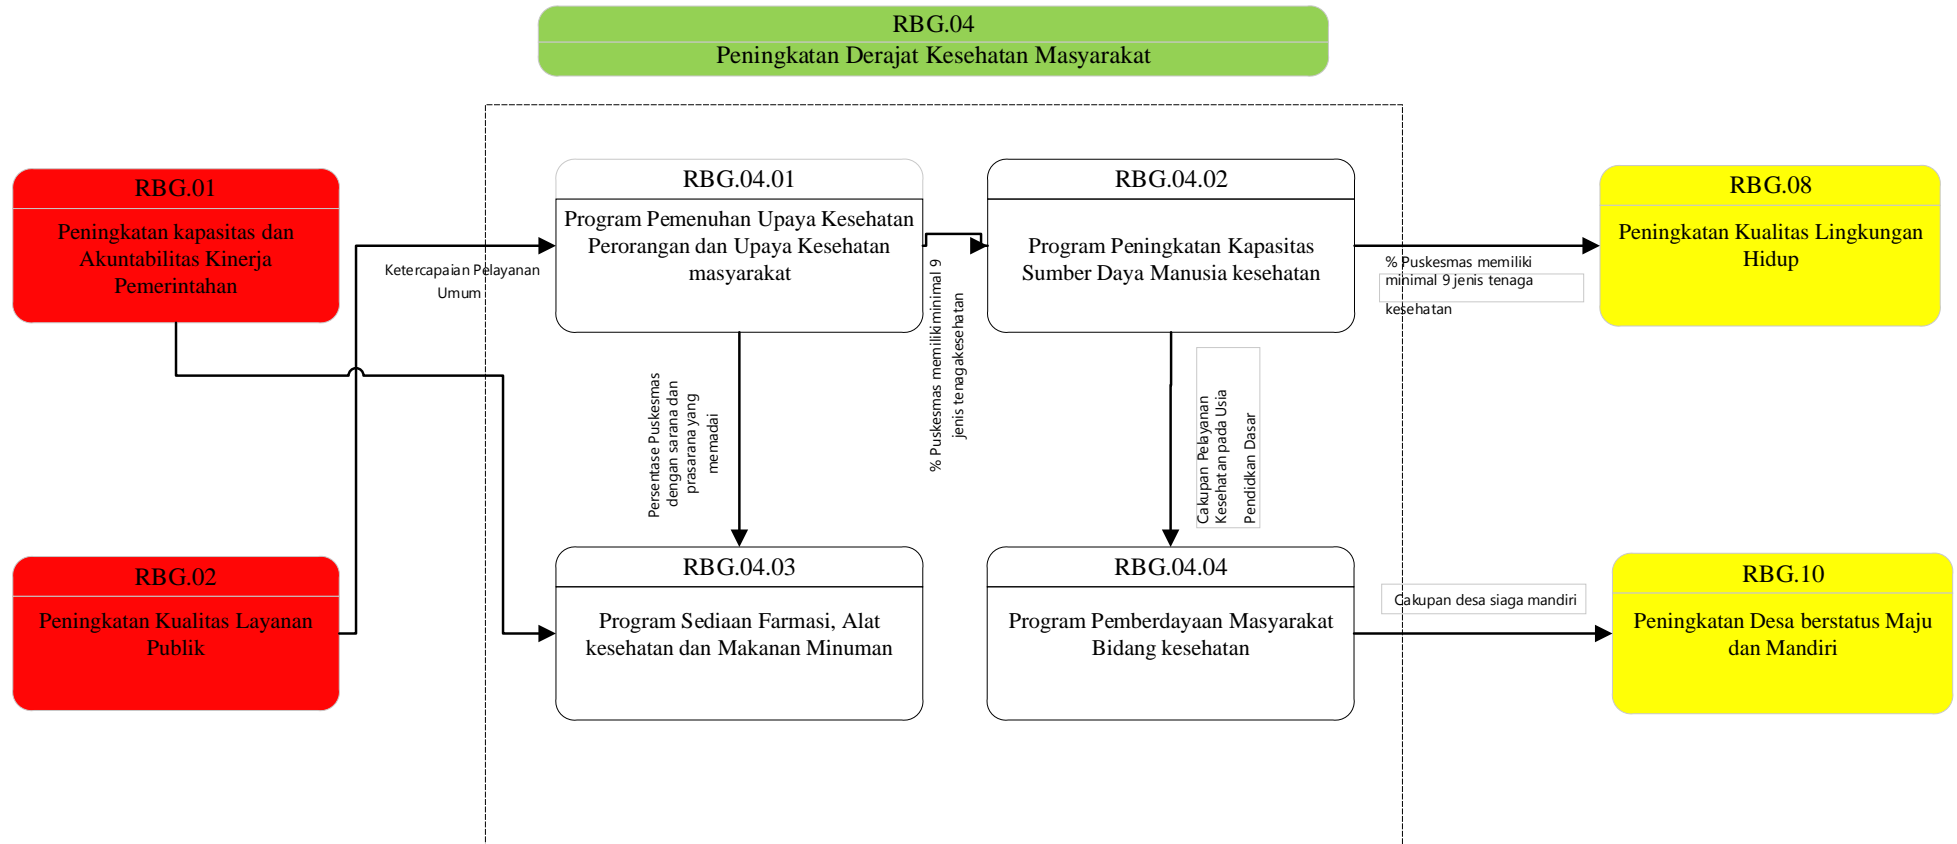 RBG.04
Peningkatan Derajat Kesehatan Masyarakat
RBG.01
Peningkatan kapasitas dan
Akuntabilitas Kinerja
Pemerintahan
RBG.04.01
Program Pemenuhan Upaya Kesehatan
Perorangan dan Upaya Kesehatan
masyarakat
RBG.04.02
Program Peningkatan Kapasitas
Sumber Daya Manusia kesehatan
RBG.08
Peningkatan Kualitas Lingkungan
Hidup
Ketercapaian Pelayanan
Umum
% Puskesmas memilikiminimal 9
jenis tenagakesehatan
% Puskesmas memiliki
minimal 9 jenis tenaga
kesehatan
Persentase Puskesmas
dengan sarana dan
prasarana yang
memadai
Cakupan Pelayanan
Kesehatan pada Usia
Pendidkan Dasar
RBG.02
Peningkatan Kualitas Layanan
Publik
RBG.04.03
Program Sediaan Farmasi, Alat
kesehatan dan Makanan Minuman
RBG.04.04
Program Pemberdayaan Masyarakat
Bidang kesehatan
Cakupan desa siaga mandiri
RBG.10
Peningkatan Desa berstatus Maju
dan Mandiri